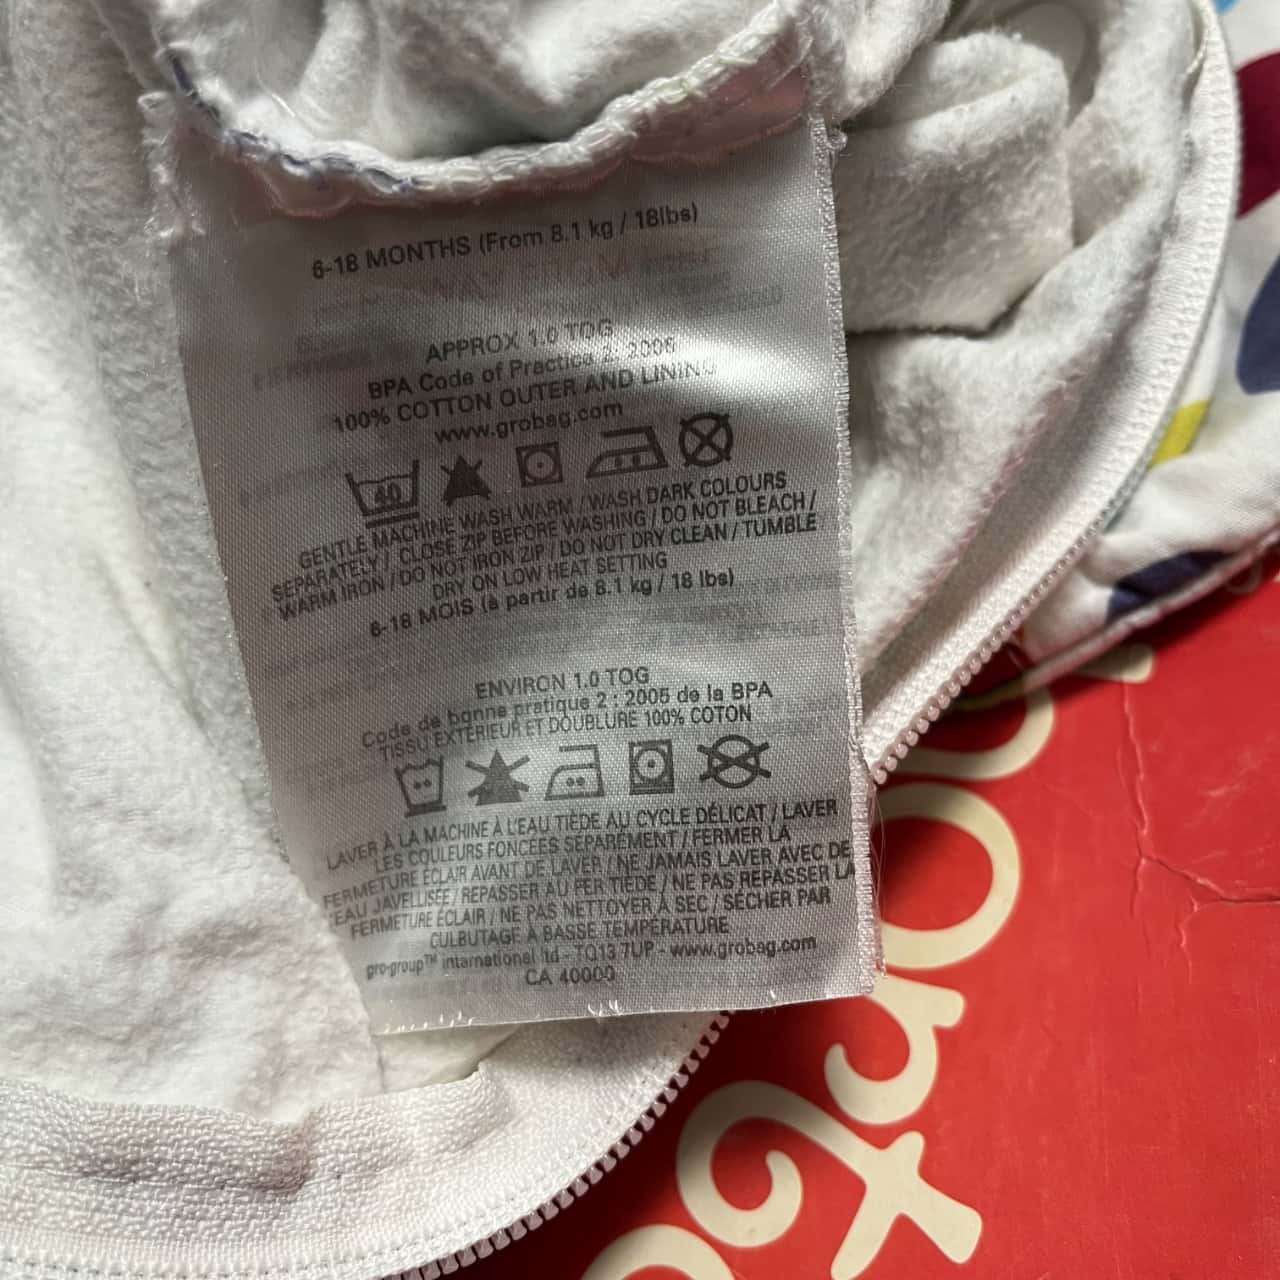 6-18 MONTHS (From 8.1 kg / 18lbs)
APPROX 1.0 TOG
BPA Code of Practice 2: 2005
100% COTTON OUTER AND LINING
www.grobag.com
40
GENTLE MACHINE WASH WARM / WASH DARK COLOURS
SEPARATELY / CLOSE ZIP BEFORE WASHING / DO NOT BLEACH /
WARM IRON / DO NOT IRON ZIP / DO NOT DRY CLEAN / TUMBLE
DRY ON LOW HEAT SETTING
6-18 MOIS (à partir de 8.1 kg / 18 lbs)
ENVIRON 1.0 TOG
Code de bonne pratique 2 : 2005 de la BPA
TISSU EXTÉRIEUR ET DOUBLURE 100% COTON
LAVER À LA MACHINE À L'EAU TIÈDE AU CYCLE DÉLICAT / LAVER
LES COULEURS FONCÉES SÉPARÉMENT / FERMER LA
FERMETURE ÉCLAIR AVANT DE LAVER / NE JAMAIS LAVER AVEC DE
L'EAU JAVELLISÉE / REPASSER AU FER TIÈDE / NE PAS REPASSER LA
FERMETURE ÉCLAIR / NE PAS NETTOYER À SEC / SÉCHER PAR
CULBUTAGE À BASSE TEMPÉRATURE
gro-group™ international ltd - TQ13 7UP - www.grobag.com
CA 40000